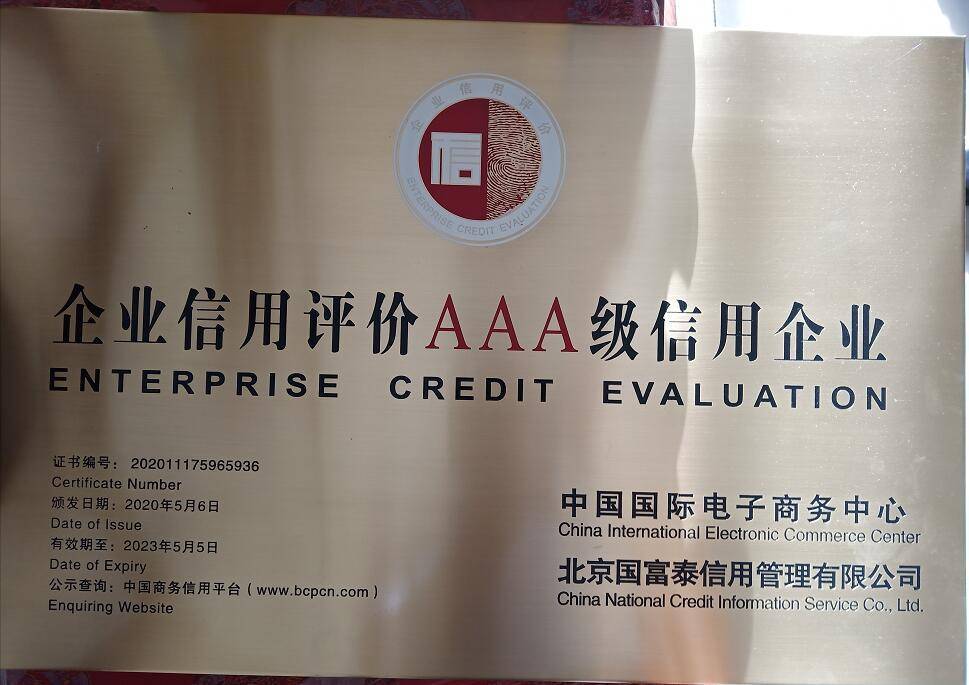 企业信用评价
信
ENTERPRISE CREDIT EVALUATION
企业信用评价AAA级信用企业
ENTERPRISE CREDIT EVALUATION
证书编号: 202011175965936
Certificate Number
颁发日期: 2020年5月6日
Date of Issue
有效期至: 2023年5月5日
Date of Expiry
公示查询: 中国商务信用平台(www.bcpcn.com)
Enquiring Website
中国国际电子商务中心
China International Electronic Commerce Center
北京国富泰信用管理有限公司
China National Credit Information Service Co., Ltd.